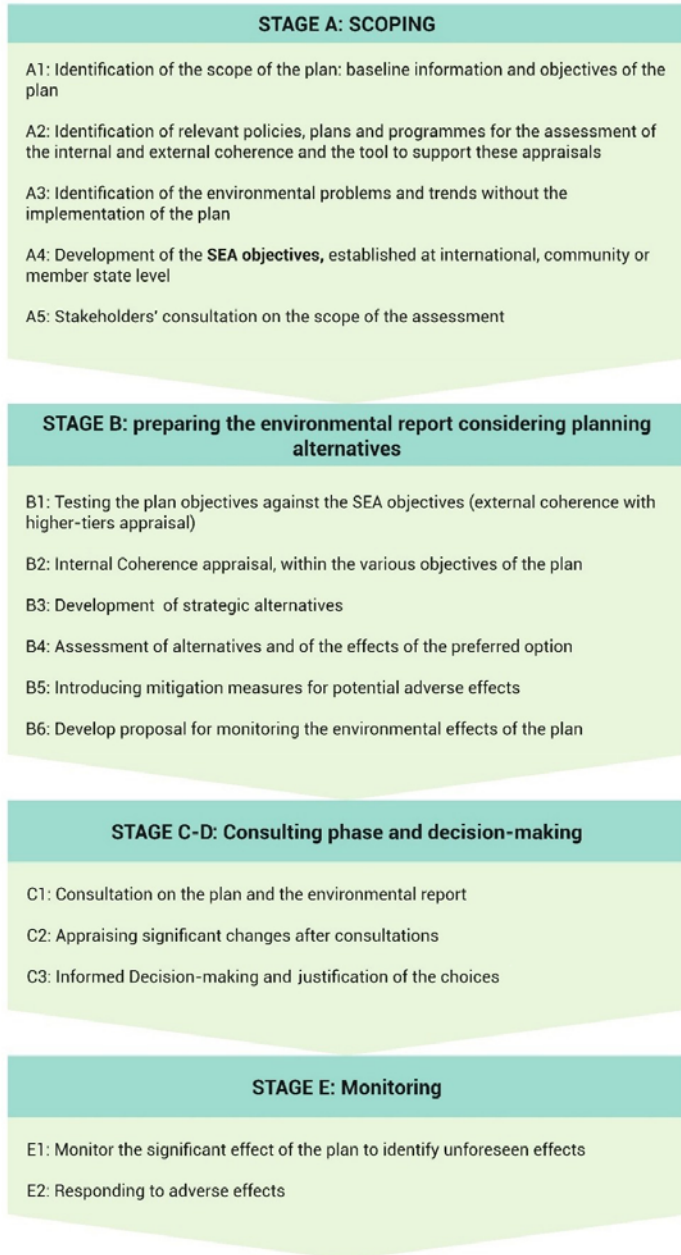 STAGE A: SCOPING
A1: Identification of the scope of the plan: baseline information and objectives of the
plan
A2: Identification of relevant policies, plans and programmes for the assessment of
the internal and external coherence and the tool to support these appraisals
A3: Identification of the environmental problems and trends without the
implementation of the plan
A4: Development of the SEA objectives, established at international, community or
member state level
A5: Stakeholders' consultation on the scope of the assessment
STAGE B: preparing the environmental report considering planning
alternatives
B1: Testing the plan objectives against the SEA objectives (external coherence with
higher-tiers appraisal)
B2: Internal Coherence appraisal, within the various objectives of the plan
B3: Development of strategic alternatives
B4: Assessment of alternatives and of the effects of the preferred option
B5: Introducing mitigation measures for potential adverse effects
B6: Develop proposal for monitoring the environmental effects of the plan
STAGE C-D: Consulting phase and decision-making
C1: Consultation on the plan and the environmental report
C2: Appraising significant changes after consultations
C3: Informed Decision-making and justification of the choices
STAGE E: Monitoring
E1: Monitor the significant effect of the plan to identify unforeseen effects
E2: Responding to adverse effects